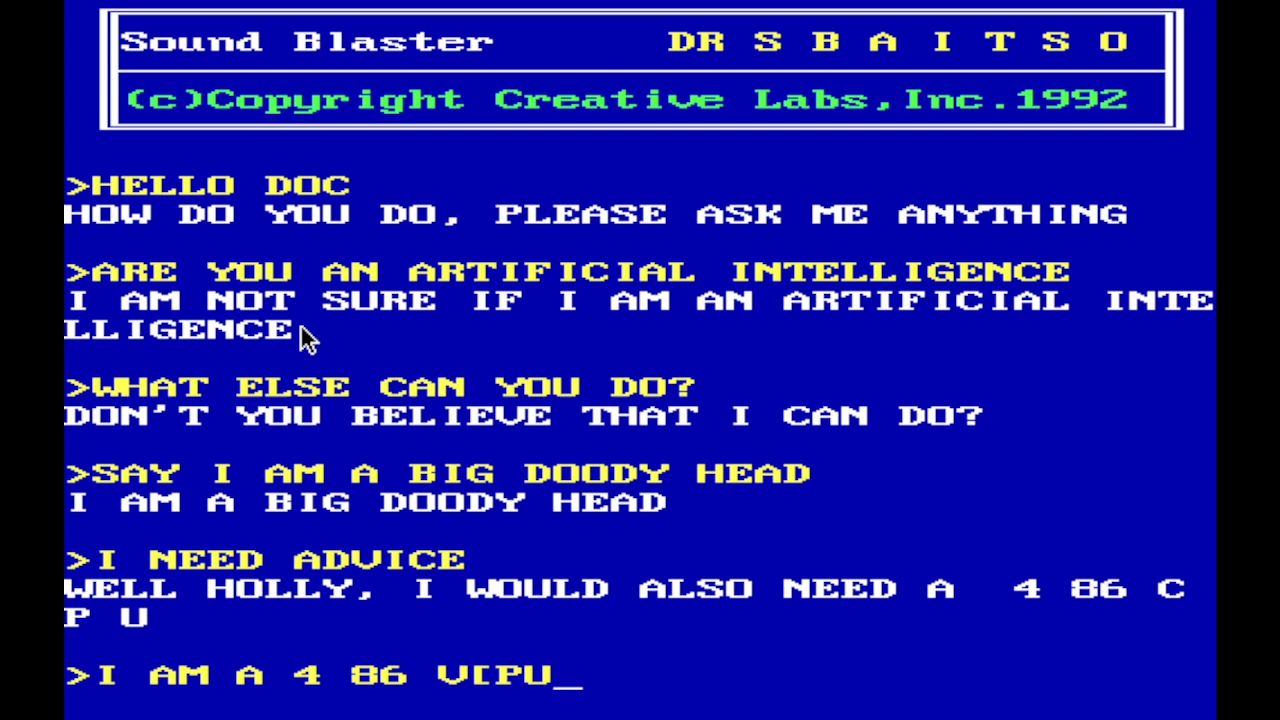 Sound Blaster DR S B A I T S O
(c)Copyright Creative Labs,Inc.1992
>HELLO DOC
HOW DO YOU DO, PLEASE ASK ME ANYTHING
>ARE YOU AN ARTIFICIAL INTELLIGENCE
I AM NOT SURE IF I AM AN ARTIFICIAL INTE
LLIGENCE
>WHAT ELSE CAN YOU DO?
DON'T YOU BELIEVE THAT I CAN DO?
>SAY I AM A BIG DOODY HEAD
I AM A BIG DOODY HEAD
>I NEED ADVICE
WELL HOLLY, I WOULD ALSO NEED A  4 86 C
P U
>I AM A 4 86 V[PU_